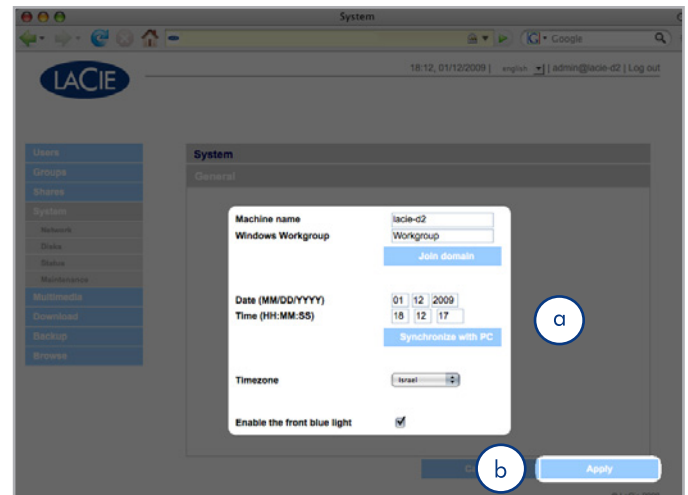 System
Google
LACIE
18:12, 01/12/2009 | english | admin@lacie-d2 | Log out
Users
Groups
Shares
System
Network
Disks
Status
Maintenance
Multimedia
Download
Backup
Browse
System
General
Machine name lacie-d2
Windows Workgroup Workgroup
Join domain
Date (MM/DD/YYYY) 01 12 2009
Time (HH:MM:SS) 18 12 17
Synchronize with PC
a
Timezone Israel
Enable the front blue light
b
Apply